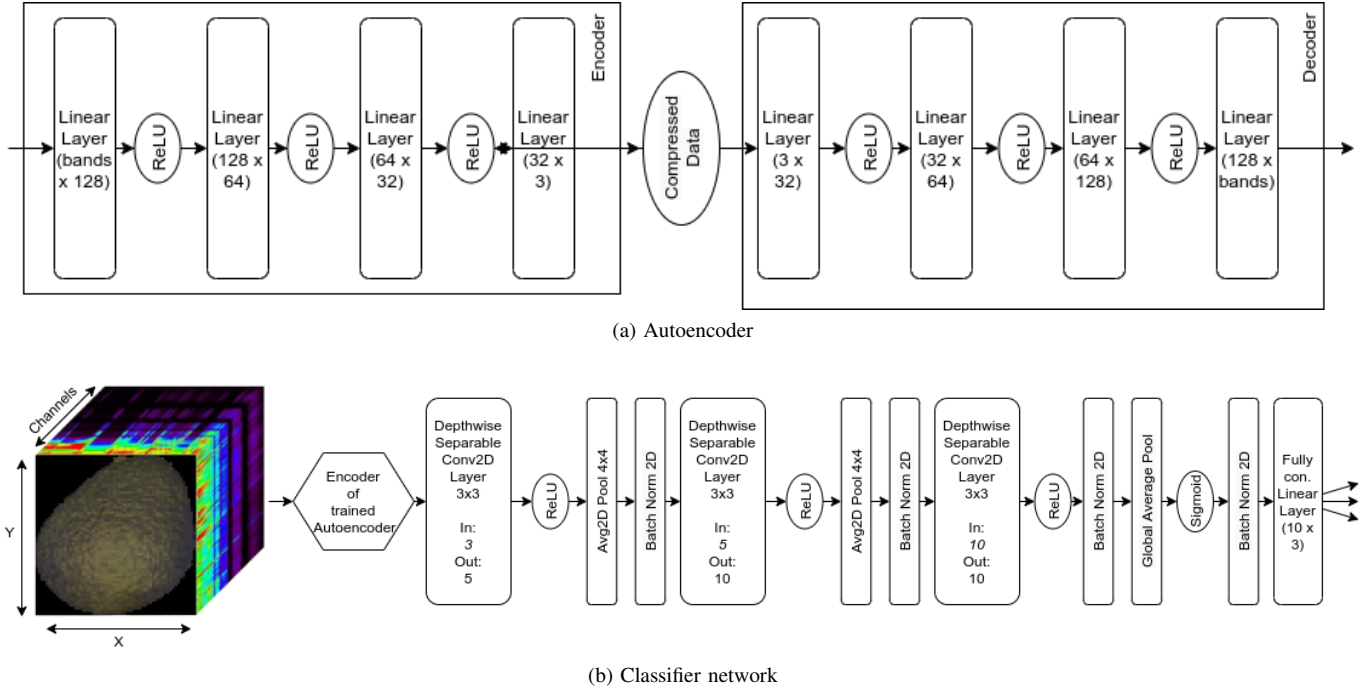 Linear
Layer
(bands
x 128)
ReLU
Linear
Layer
(128 x
64)
ReLU
Linear
Layer
(64 x
32)
ReLU
Linear
Layer
(32 x
3)
Encoder
Compressed
Data
Linear
Layer
(3 x
32)
ReLU
Linear
Layer
(32 x
64)
ReLU
Linear
Layer
(64 x
128)
ReLU
Linear
Layer
(128 x
bands)
Decoder
(a) Autoencoder
Channels
Y
X
Encoder
of
trained
Autoencoder
Depthwise
Separable
Conv2D
Layer
3x3
In:
3
Out:
5
ReLU
Avg2D Pool 4x4
Batch Norm 2D
Depthwise
Separable
Conv2D
Layer
3x3
In:
5
Out:
10
ReLU
Avg2D Pool 4x4
Batch Norm 2D
Depthwise
Separable
Conv2D
Layer
3x3
In:
10
Out:
10
ReLU
Batch Norm 2D
Global Average Pool
Sigmoid
Batch Norm 2D
Fully
con.
Linear
Layer
(10 x
3)
(b) Classifier network